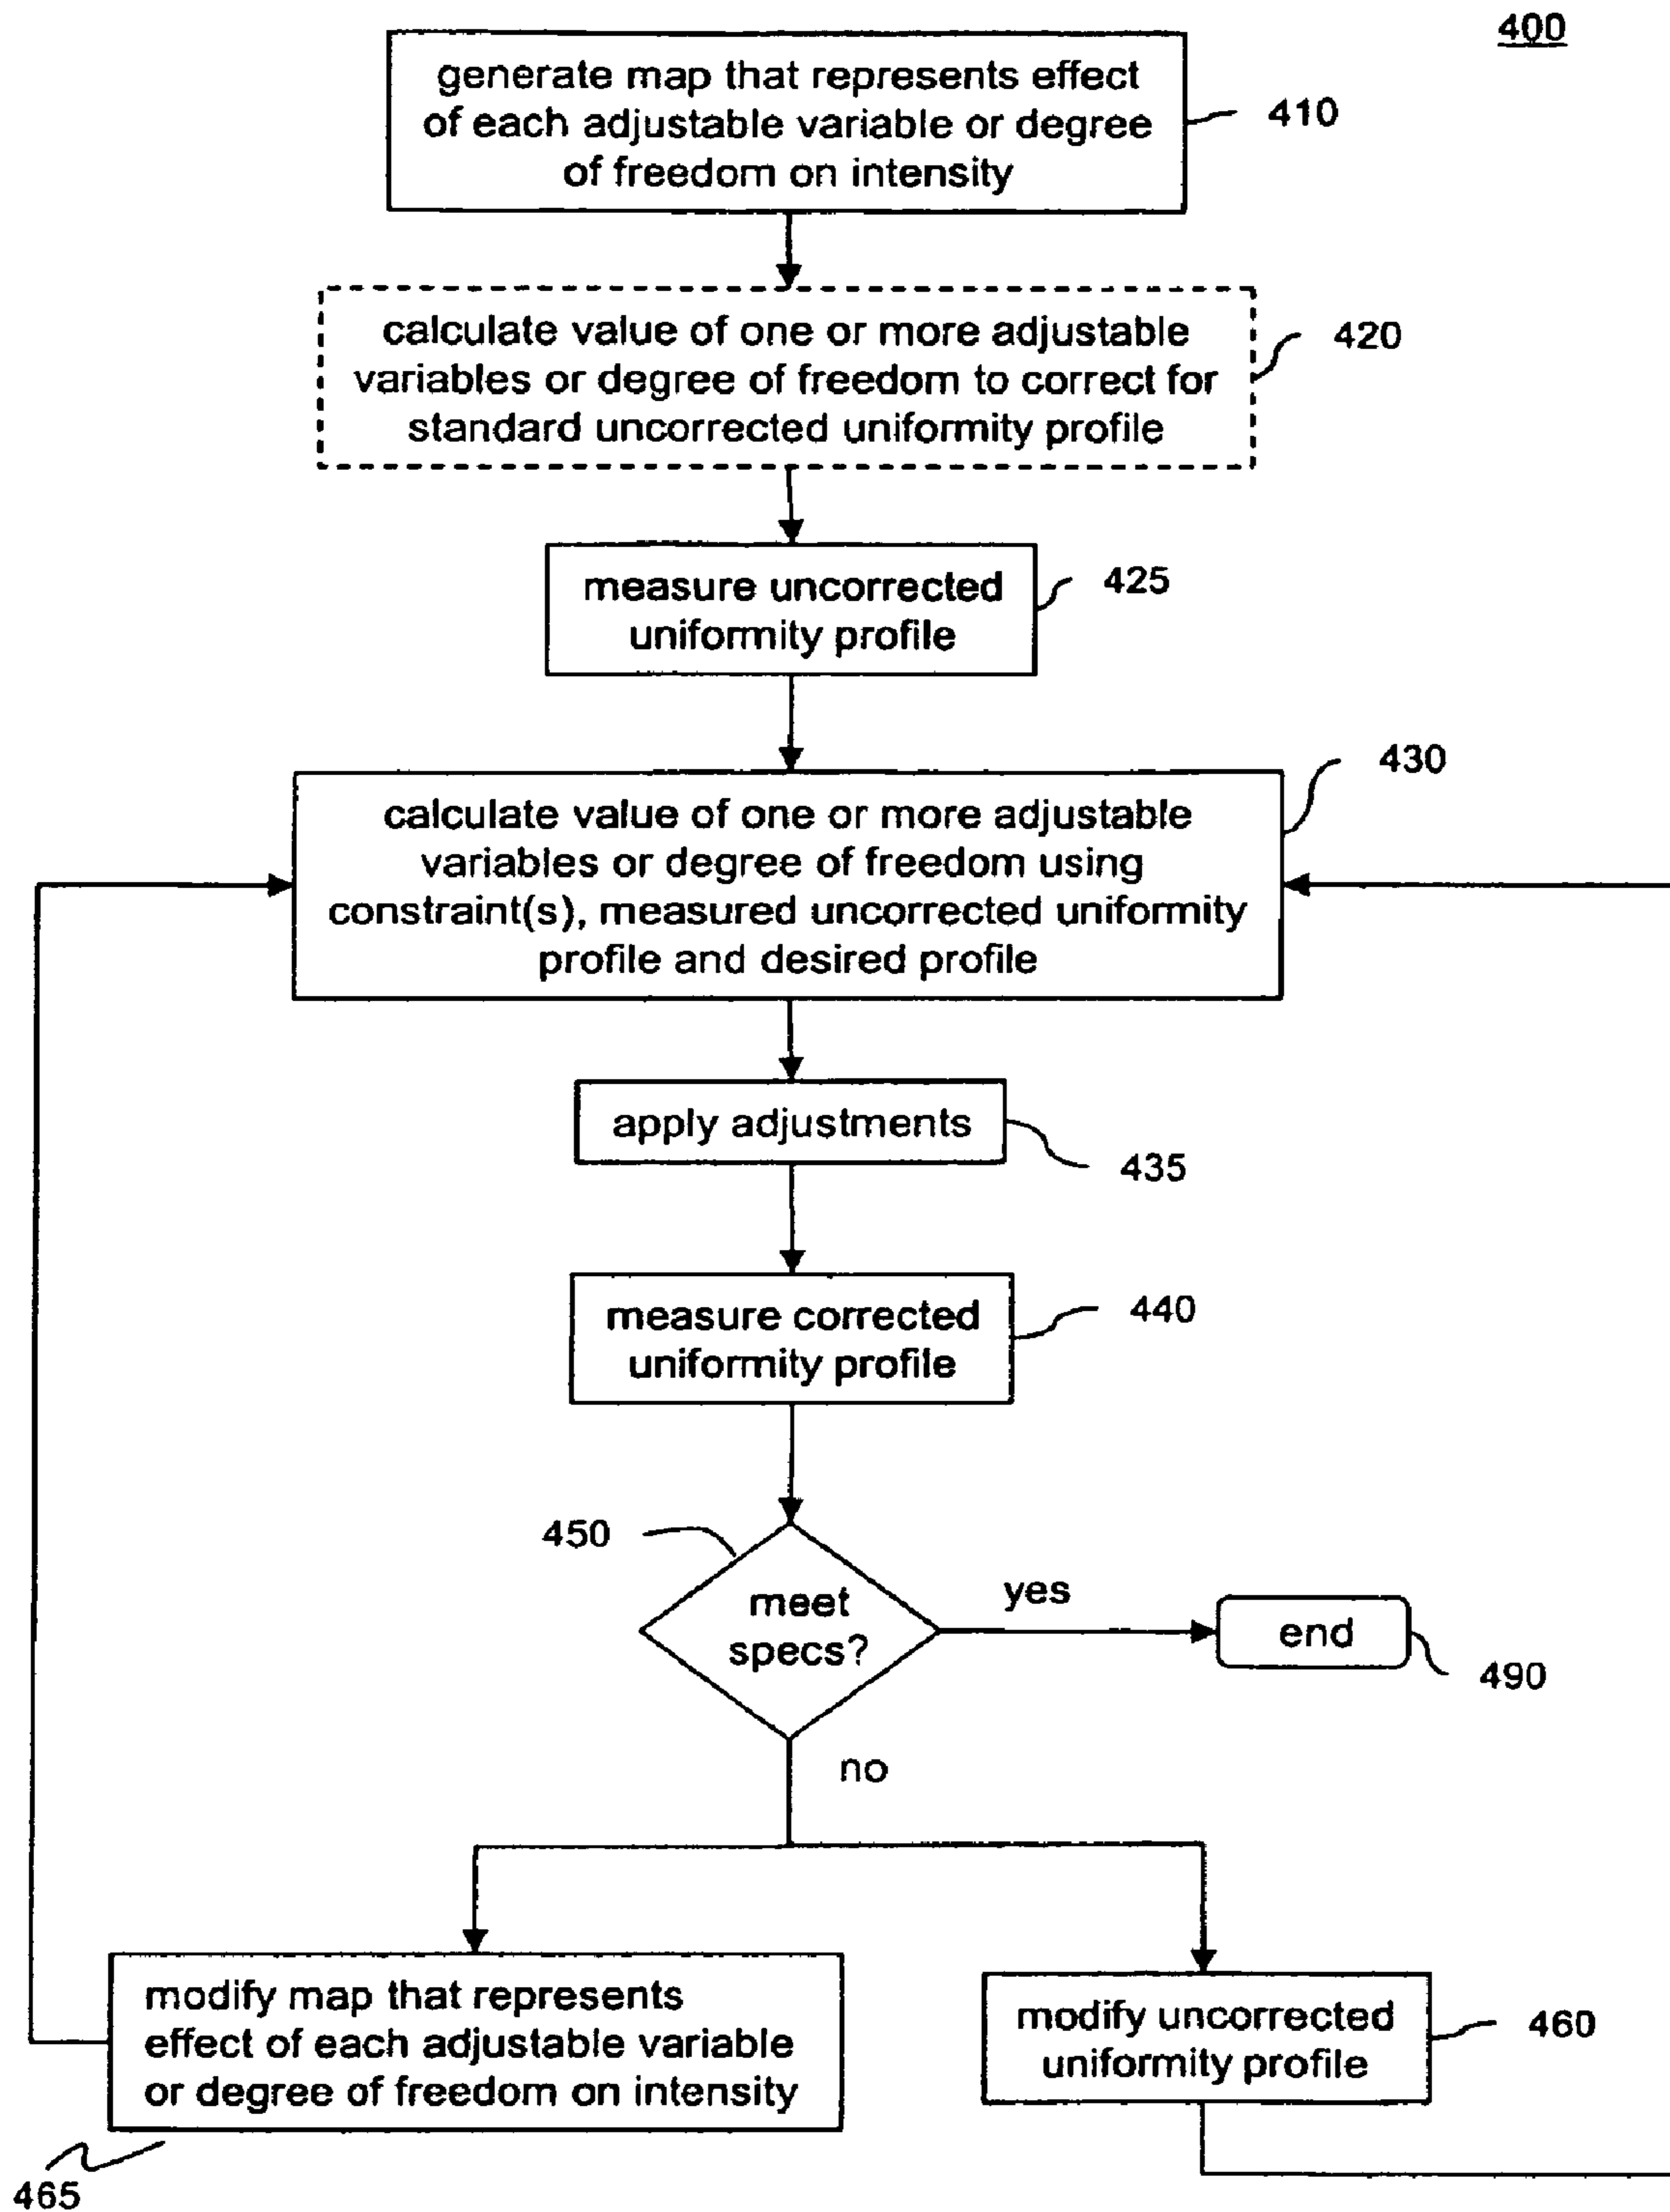 400
generate map that represents effect
of each adjustable variable or degree
of freedom on intensity
410
calculate value of one or more adjustable
variables or degree of freedom to correct for
standard uncorrected uniformity profile
420
measure uncorrected
uniformity profile
425
430
calculate value of one or more adjustable
variables or degree of freedom using
constraint(s), measured uncorrected uniformity
profile and desired profile
apply adjustments
435
measure corrected
uniformity profile
440
450
meet
specs?
yes
end
490
no
modify map that represents
effect of each adjustable variable
or degree of freedom on intensity
465
modify uncorrected
uniformity profile
460